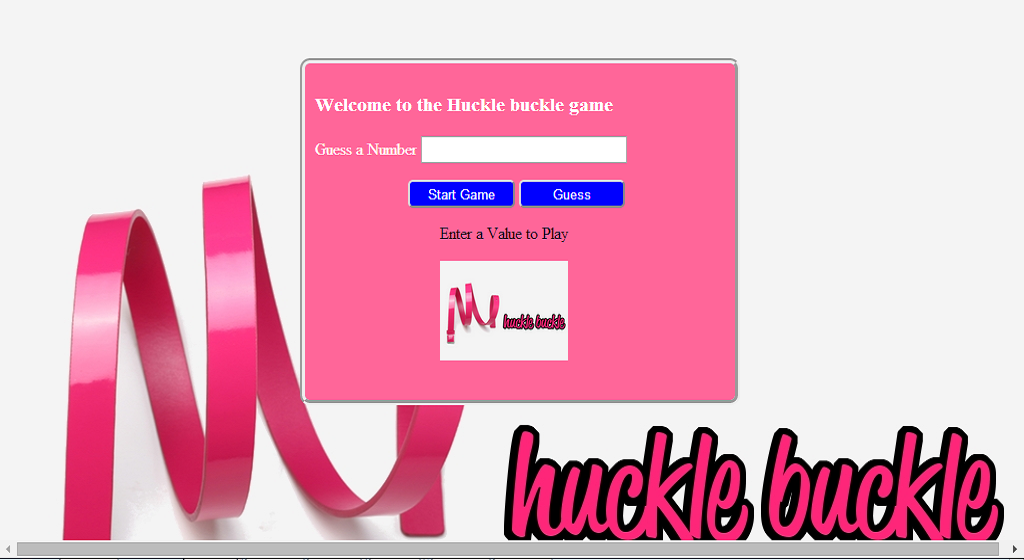 Welcome to the Huckle buckle game
Guess a Number
Start Game Guess
Enter a Value to Play
huckle buckle
huckle buckle